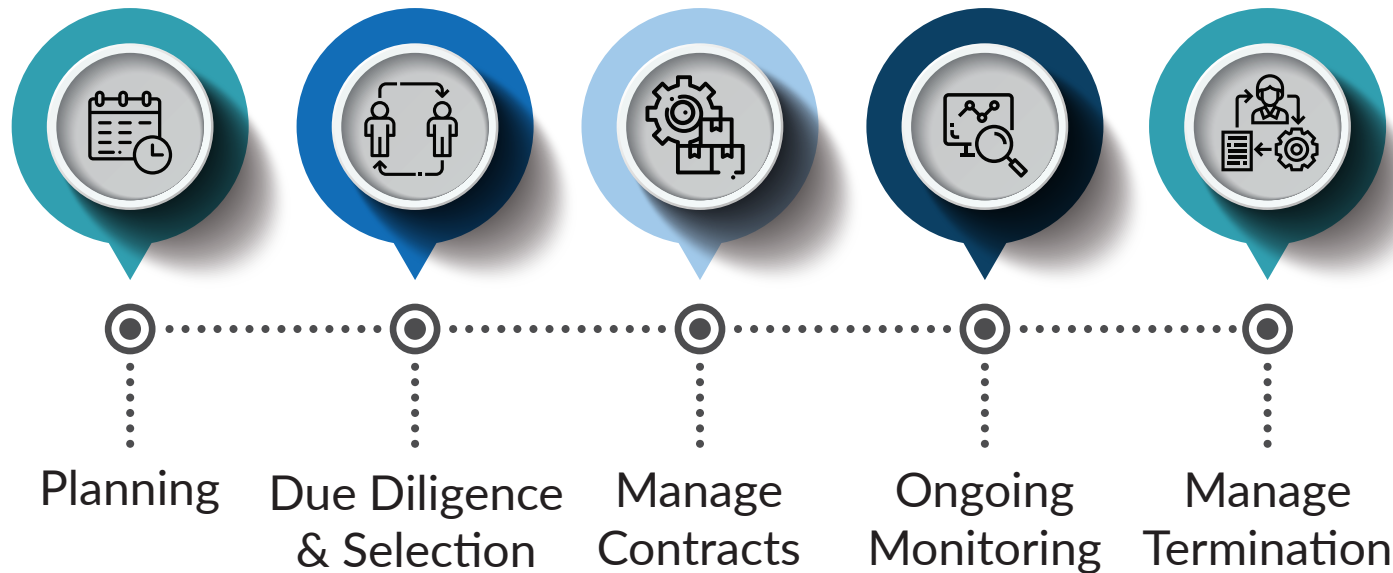 Planning
Due Diligence
& Selection
Manage
Contracts
Ongoing
Monitoring
Manage
Termination